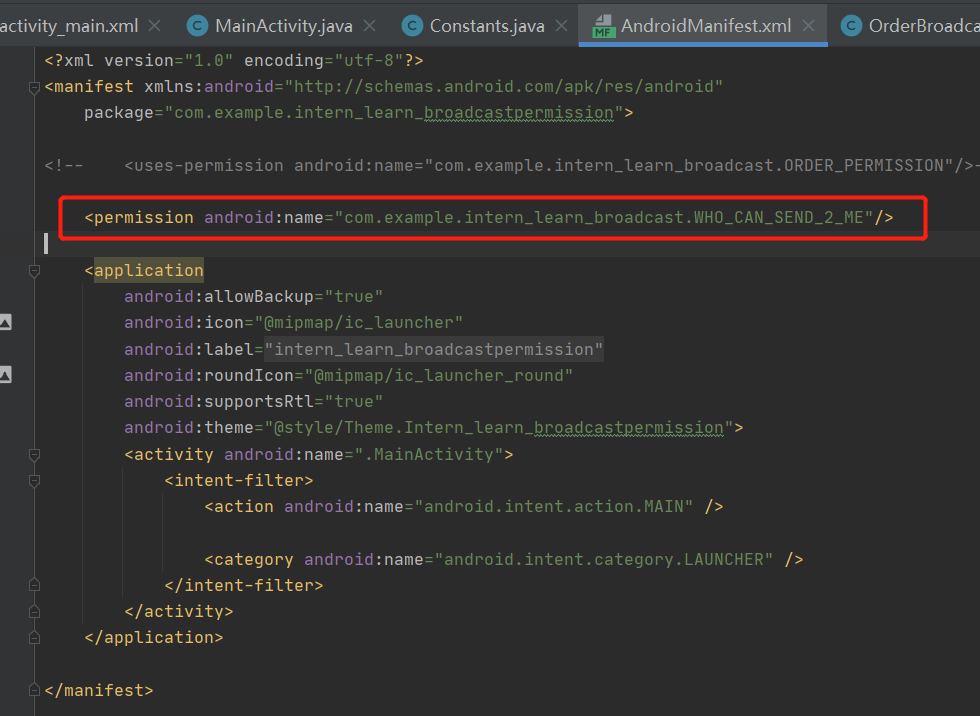 activity_main.xml MainActivity.java Constants.java AndroidManifest.xml OrderBroadca
<?xml version="1.0" encoding="utf-8"?>
<manifest xmlns:android="http://schemas.android.com/apk/res/android"
package="com.example.intern_learn_broadcastpermission">
<!-- <uses-permission android:name="com.example.intern_learn_broadcast.ORDER_PERMISSION"/>-
<permission android:name="com.example.intern_learn_broadcast.WHO_CAN_SEND_2_ME"/>
<application
android:allowBackup="true"
android:icon="@mipmap/ic_launcher"
android:label="intern_learn_broadcastpermission"
android:roundIcon="@mipmap/ic_launcher_round"
android:supportsRtl="true"
android:theme="@style/Theme.Intern_learn_broadcastpermission">
<activity android:name=".MainActivity">
<intent-filter>
<action android:name="android.intent.action.MAIN" />
<category android:name="android.intent.category.LAUNCHER" />
</intent-filter>
</activity>
</application>
</manifest>